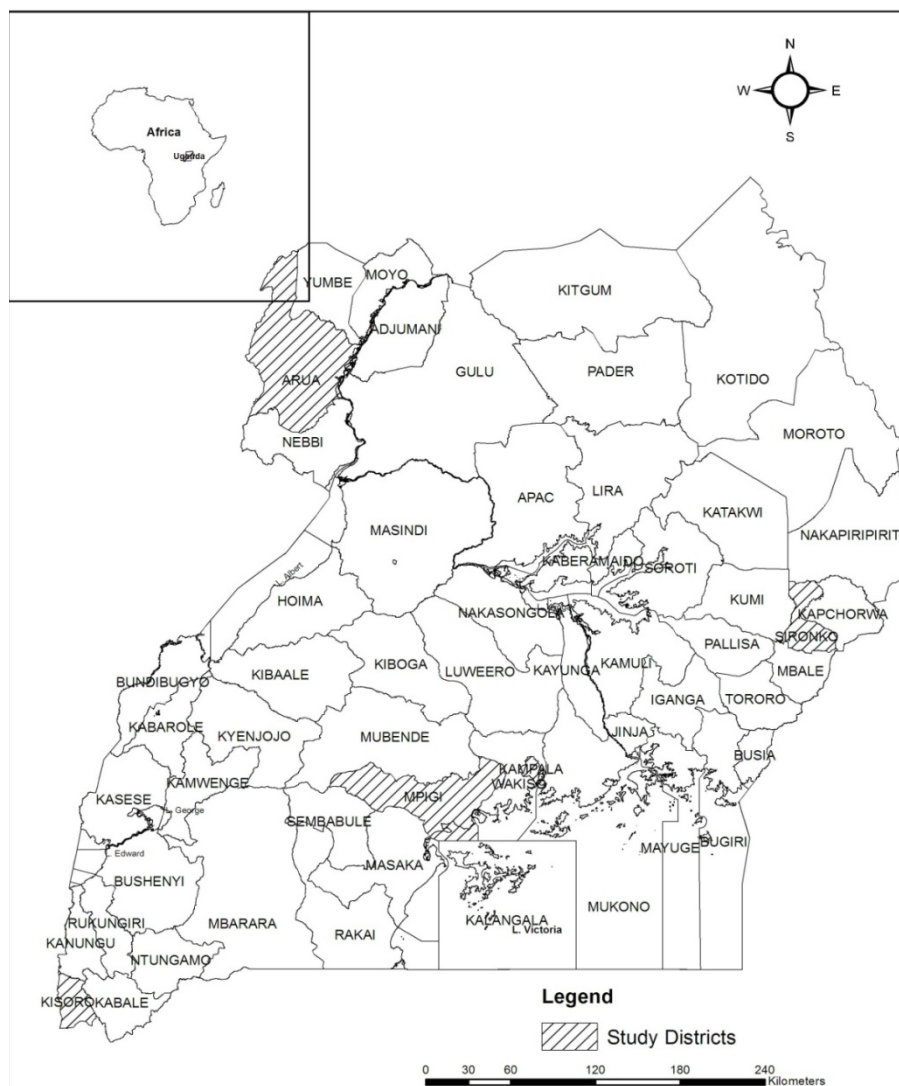 N
W
E
S
Africa
Uganda
YUMBE
MOYO
ADJUMANI
KITGUM
ARUA
GULU
PADER
KOTIDO
NEBBI
MOROTO
APAC
LIRA
KATAKWI
MASINDI
NAKAPIRIPIRIT
KABERAMAIDO
SOROTI
L. Albert
HOIMA
NAKASONGOLA
KUMI
KAPCHORWA
SIRONKO
PALLISA
BUNDIBUGYO
KIBAALE
KIBOGA
LUWEERO
KAYUNGA
KAMULI
MBALE
IGANGA
TORORO
KABAROLE
KYENJOJO
MUBENDE
JINJA
BUSIA
KAMPALA
WAKISO
KASESE
KAMWENGE
MPIGI
L. George
SEMBABULE
MASAKA
MAYUGE
BUGIRI
Edward
BUSHENYI
RUKUNGIRI
MBARARA
RAKAI
KALANGALA
L. Victoria
MUKONO
KANUNGU
NTUNGAMO
KISORO
KABALE
Legend
Study Districts
0 30 60 120 180 240
Kilometers